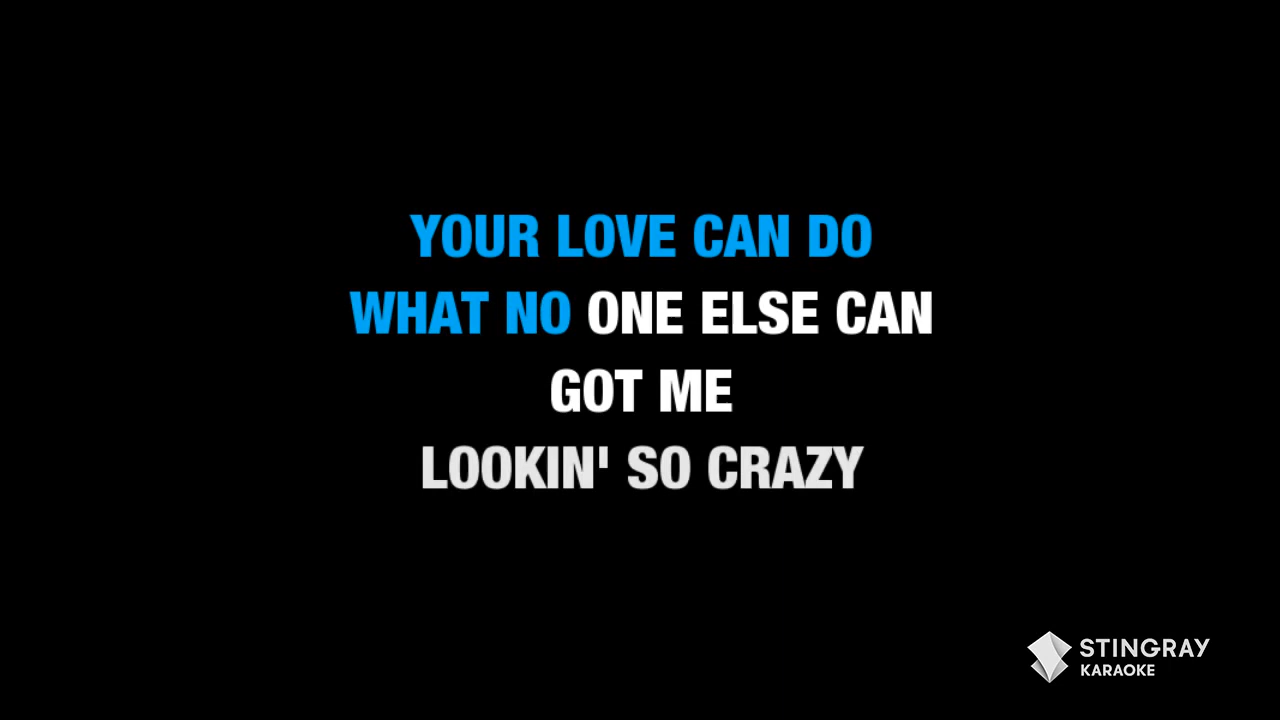 YOUR LOVE CAN DO
WHAT NO ONE ELSE CAN
GOT ME
LOOKIN' SO CRAZY
STINGRAY
KARAOKE